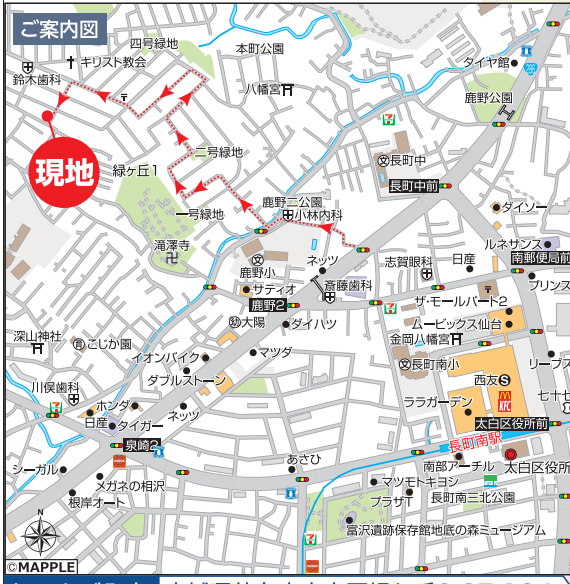 ご案内図
四号緑地
本町公園
タイヤ館
キリスト教会
鈴木歯科
八幡宮
鹿野公園
現地
緑ヶ丘1
二号緑地
長町中
長町中前
一号緑地
鹿野二公園
小林内科
ダイソー
滝澤寺
ルネサンス
鹿野小
ネッツ
志賀眼科
日産
南郵便局前
サティオ
斎藤歯科
プリンス
鹿野2
ザ・モールパート2
大陽
ダイハツ
ムービックス仙台
深山神社
こじか園
マツダ
金岡八幡宮
イオンバイク
長町南小
リーブス
川俣歯科
ダブルストーン
西友
ララガーデン
KFC
七十七
ホンダ
ネッツ
日産
タイガー
太白区役所前
泉崎2
長町南駅
あさひ
南部アーチル
太白区役所
シーガル
メガネの相沢
マツモトキヨシ
根岸オート
プラザT
長町南三北公園
富沢遺跡保存館地底の森ミュージアム
©MAPPLE